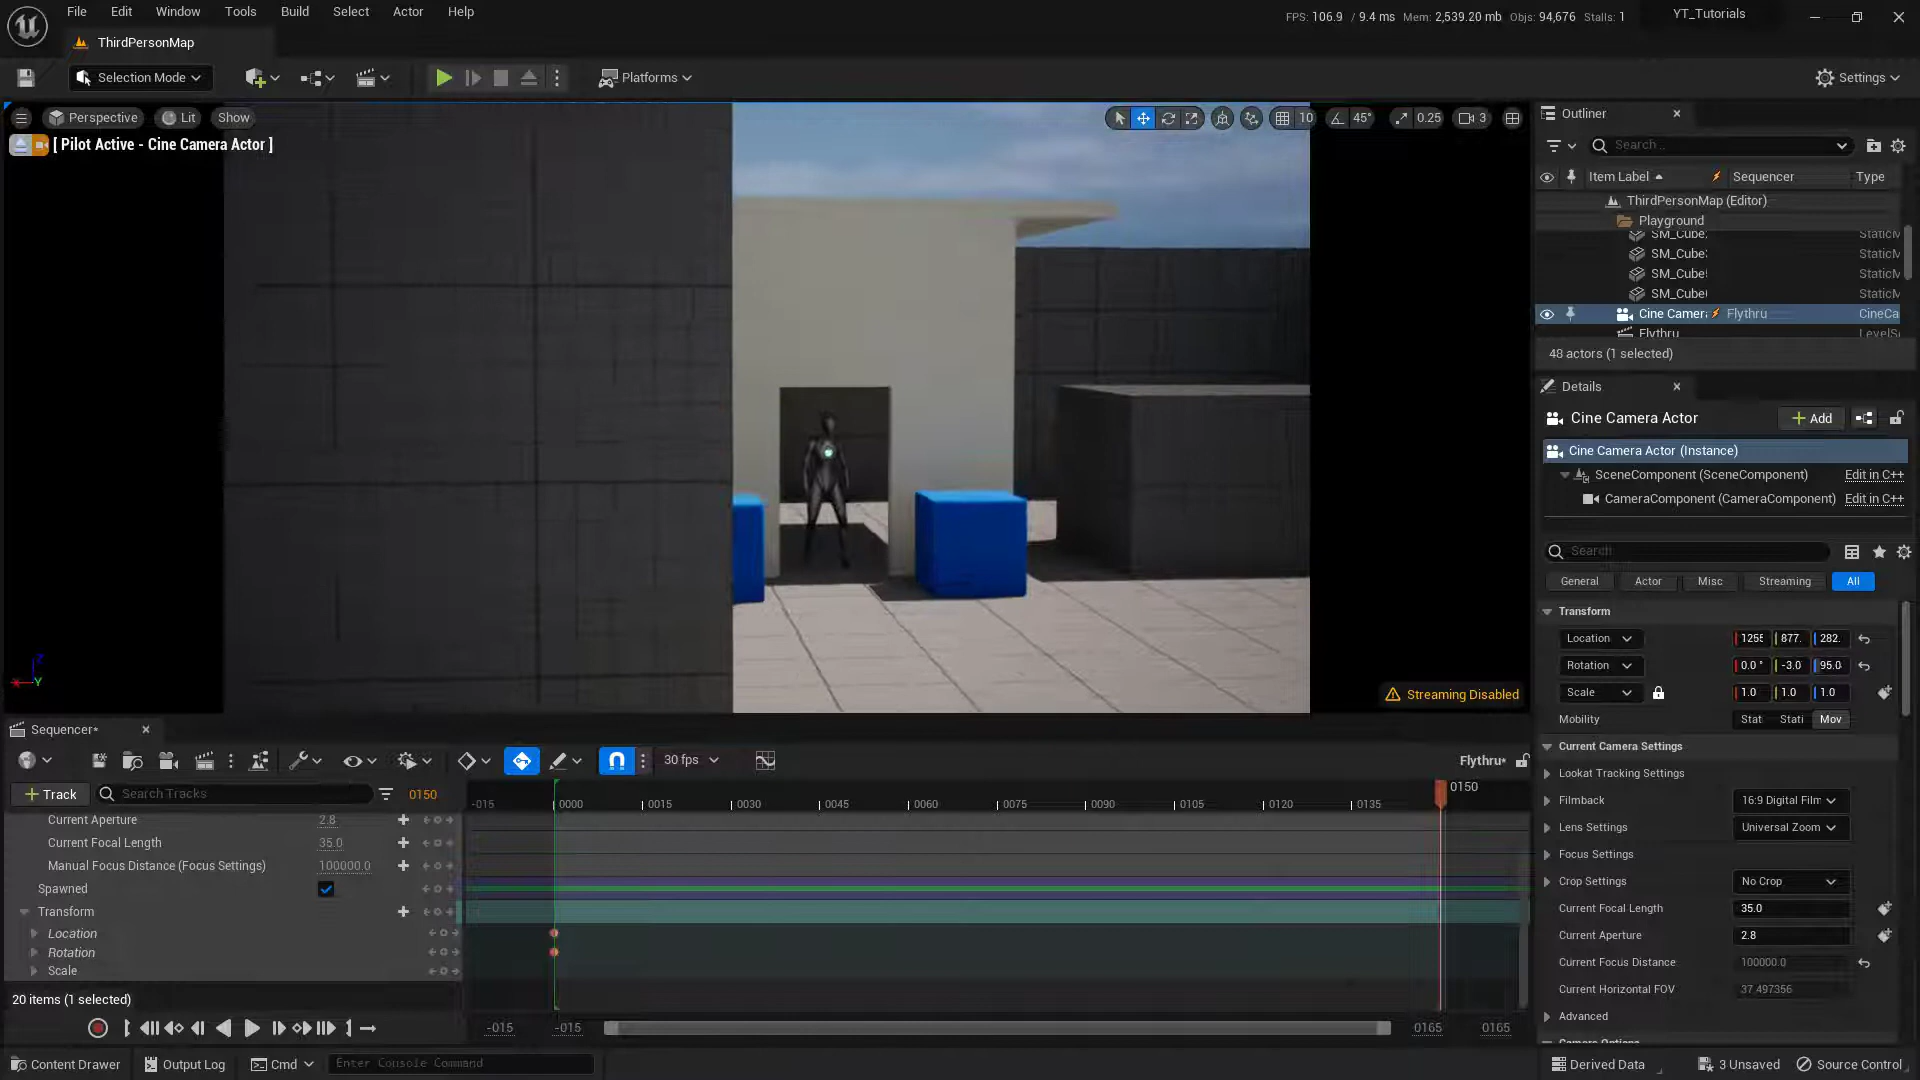 File Edit Window Tools Build Select Actor Help
FPS: 106.9 / 9.4 ms Mem: 2,539.20 mb Objs: 94,676 Stalls: 1
YT_Tutorials
ThirdPersonMap
Selection Mode
Platforms
Settings
Perspective Lit Show
10 45° 0.25 3
[ Pilot Active - Cine Camera Actor ]
Streaming Disabled
Z
X
Y
Outliner
Search...
Item Label Sequencer Type
ThirdPersonMap (Editor)
Playground
StaticM
SM_Cube StaticM
SM_Cube StaticM
SM_Cube StaticM
Cine Camera Flythru CineCa
Flythru LevelS
48 actors (1 selected)
Details
Cine Camera Actor
Add
Cine Camera Actor (Instance)
SceneComponent (SceneComponent) Edit in C++
CameraComponent (CameraComponent) Edit in C++
Search
General Actor Misc Streaming All
Transform
Location 1255 877. 282.
Rotation 0.0 ° -3.0 95.0
Scale 1.0 1.0 1.0
Mobility Stat Stati Mov
Current Camera Settings
Lookat Tracking Settings
Filmback 16:9 Digital Film
Lens Settings Universal Zoom
Focus Settings
Crop Settings No Crop
Current Focal Length 35.0
Current Aperture 2.8
Current Focus Distance 100000.0
Current Horizontal FOV 37.497356
Advanced
Camera Options
Sequencer*
30 fps
Flythru*
Track
Search Tracks
0150
-015 0000 0015 0030 0045 0060 0075 0090 0105 0120 0135 0150
Current Aperture 2.8
Current Focal Length 35.0
Manual Focus Distance (Focus Settings) 100000.0
Spawned
Transform
Location
Rotation
Scale
20 items (1 selected)
-015 -015 0165 0165
Content Drawer Output Log Cmd Enter Console Command
Derived Data 3 Unsaved Source Control